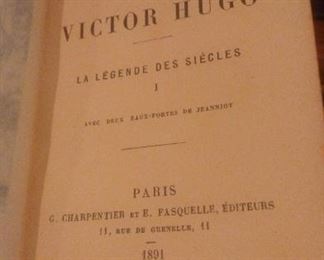 VICTOR HUGO
LA LÉGENDE DES SIÈCLES
I
AVEC DEUX EAUX-FORTES DE JEANNIOT
PARIS
G. CHARPENTIER ET E. FASQUELLE, ÉDITEURS
11, RUE DE GRENELLE, 11
1891